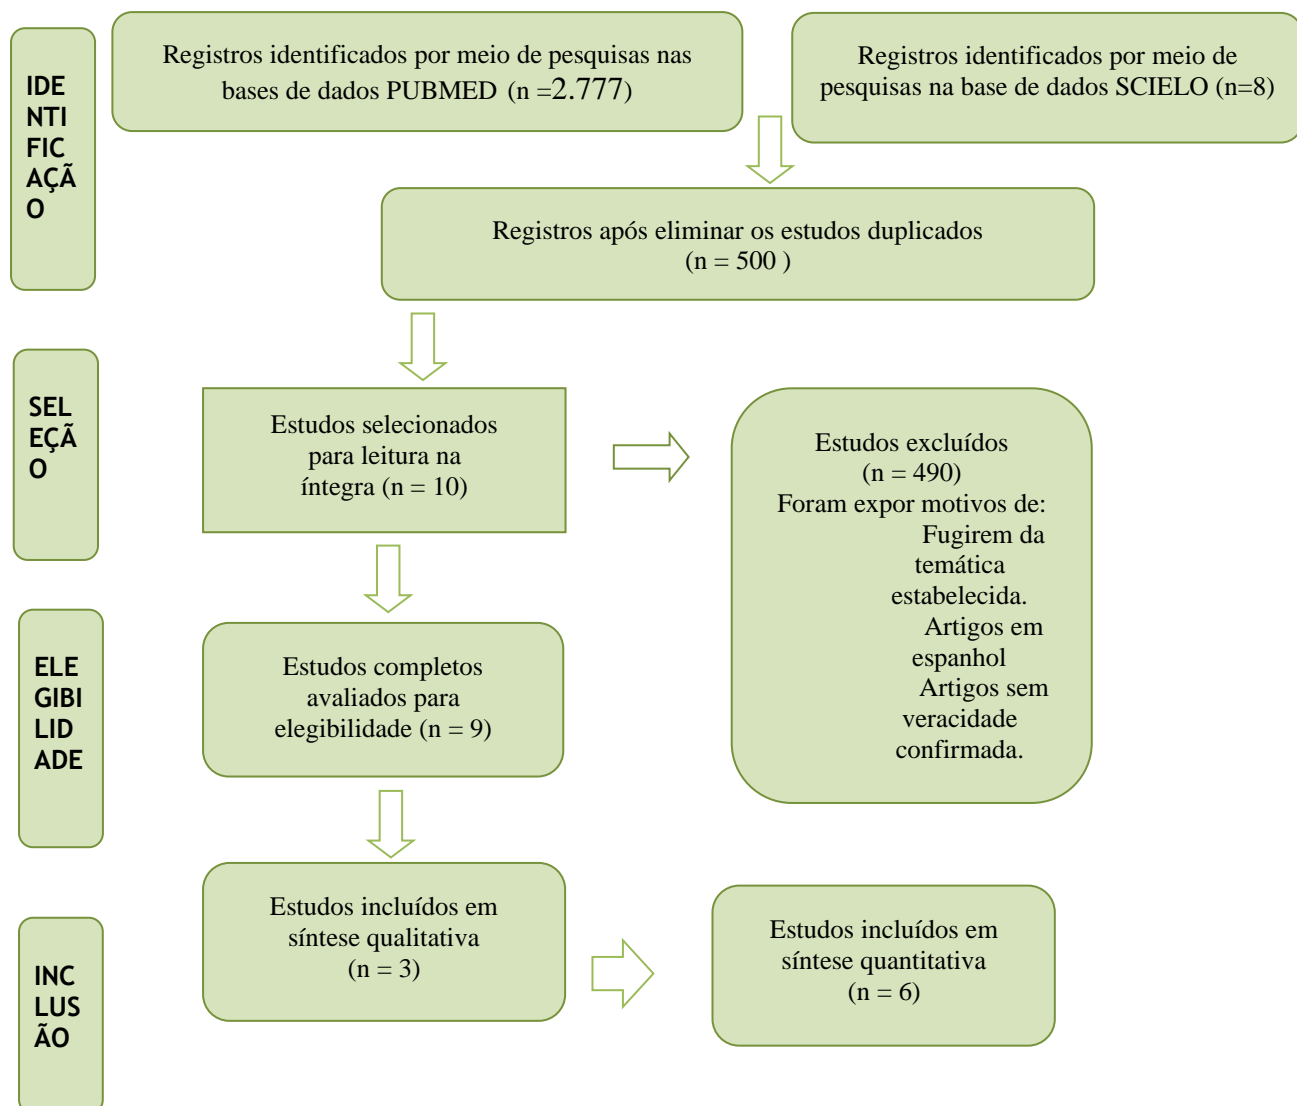 IDE
NTI
FIC
AÇÃ
O
Registros identificados por meio de pesquisas nas
bases de dados PUBMED (n =2.777)
Registros identificados por meio de
pesquisas na base de dados SCIELO (n=8)
Registros após eliminar os estudos duplicados
(n = 500 )
SEL
EÇÃ
O
Estudos selecionados
para leitura na
íntegra (n = 10)
Estudos excluídos
(n = 490)
Foram expor motivos de:
Fugirem da
temática
estabelecida.
Artigos em
espanhol
Artigos sem
veracidade
confirmada.
ELE
GIBI
LID
ADE
Estudos completos
avaliados para
elegibilidade (n = 9)
INC
LUS
ÃO
Estudos incluídos em
síntese qualitativa
(n = 3)
Estudos incluídos em
síntese quantitativa
(n = 6)